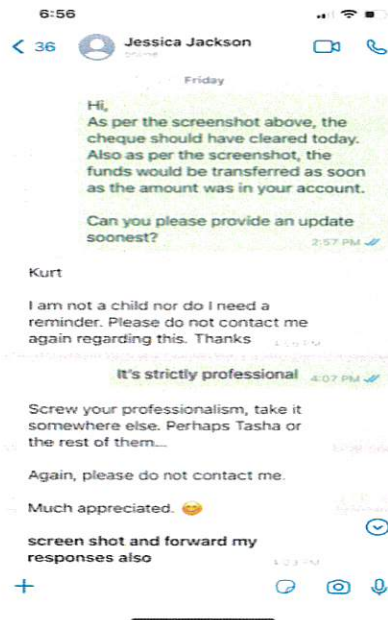 6:56
36
Jessica Jackson
Friday
Hi,
As per the screenshot above, the
cheque should have cleared today.
Also as per the screenshot, the
funds would be transferred as soon
as the amount was in your account.
Can you please provide an update
soonest?
2:57 PM
Kurt
I am not a child nor do I need a
reminder. Please do not contact me
again regarding this. Thanks
It's strictly professional
4:07 PM
Screw your professionalism, take it
somewhere else. Perhaps Tasha or
the rest of them...
Again, please do not contact me.
Much appreciated. 😊
screen shot and forward my
responses also
4:23 PM